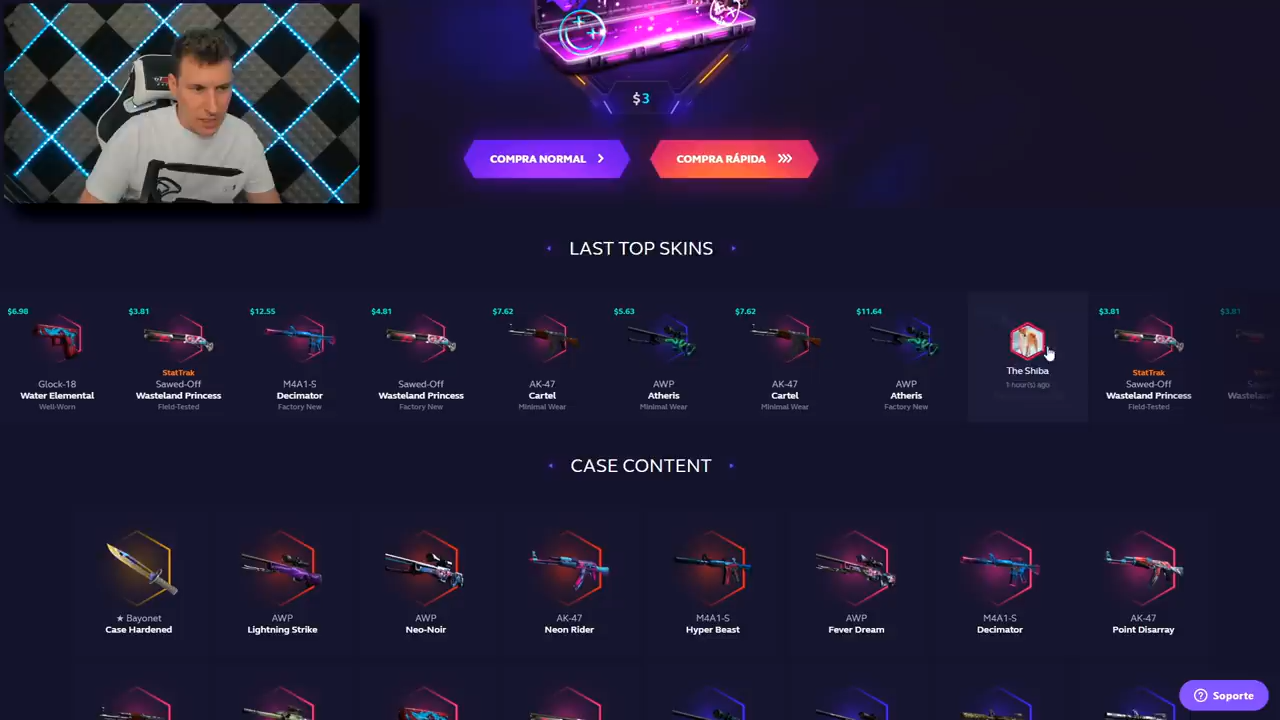 $3
COMPRA NORMAL
COMPRA RÁPIDA
LAST TOP SKINS
$6.98
Glock-18
Water Elemental
Well-Worn
$3.81
StatTrak
Sawed-Off
Wasteland Princess
Field-Tested
$12.55
M4A1-S
Decimator
Factory New
$4.81
Sawed-Off
Wasteland Princess
Factory New
$7.62
AK-47
Cartel
Minimal Wear
$5.63
AWP
Atheris
Minimal Wear
$7.62
AK-47
Cartel
Minimal Wear
$11.64
AWP
Atheris
Factory New
The Shiba
1 hour(s) ago
$3.81
StatTrak
Sawed-Off
Wasteland Princess
Field-Tested
$3.81
CASE CONTENT
★ Bayonet
Case Hardened
AWP
Lightning Strike
AWP
Neo-Noir
AK-47
Neon Rider
M4A1-S
Hyper Beast
AWP
Fever Dream
M4A1-S
Decimator
AK-47
Point Disarray
Soporte